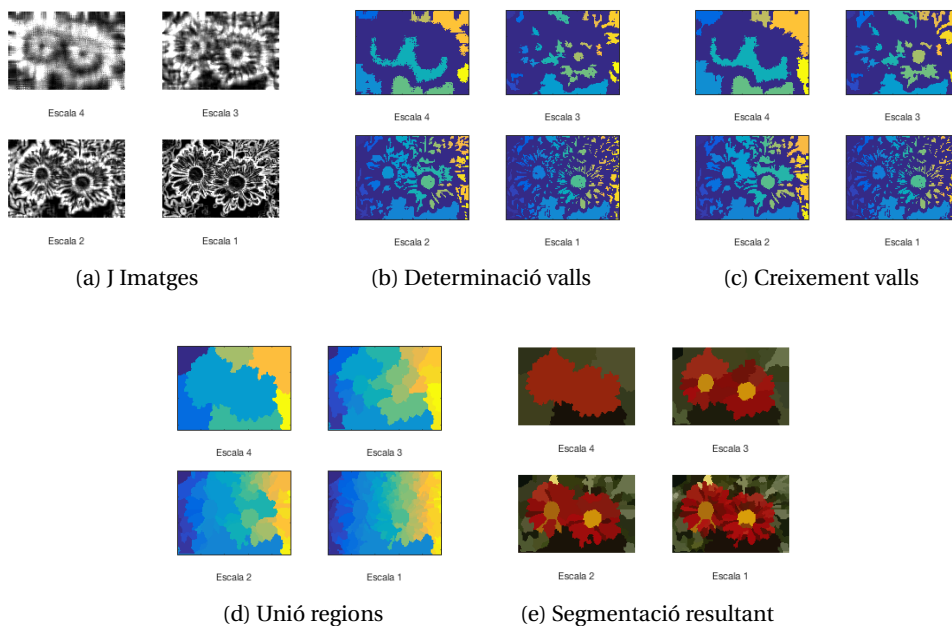 Escala 4 Escala 3 Escala 4 Escala 3 Escala 4 Escala 3
Escala 2 Escala 1 Escala 2 Escala 1 Escala 2 Escala 1
(a) J Imatges (b) Determinació valls (c) Creixement valls
Escala 4 Escala 3 Escala 4 Escala 3
Escala 2 Escala 1 Escala 2 Escala 1
(d) Unió regions (e) Segmentació resultant